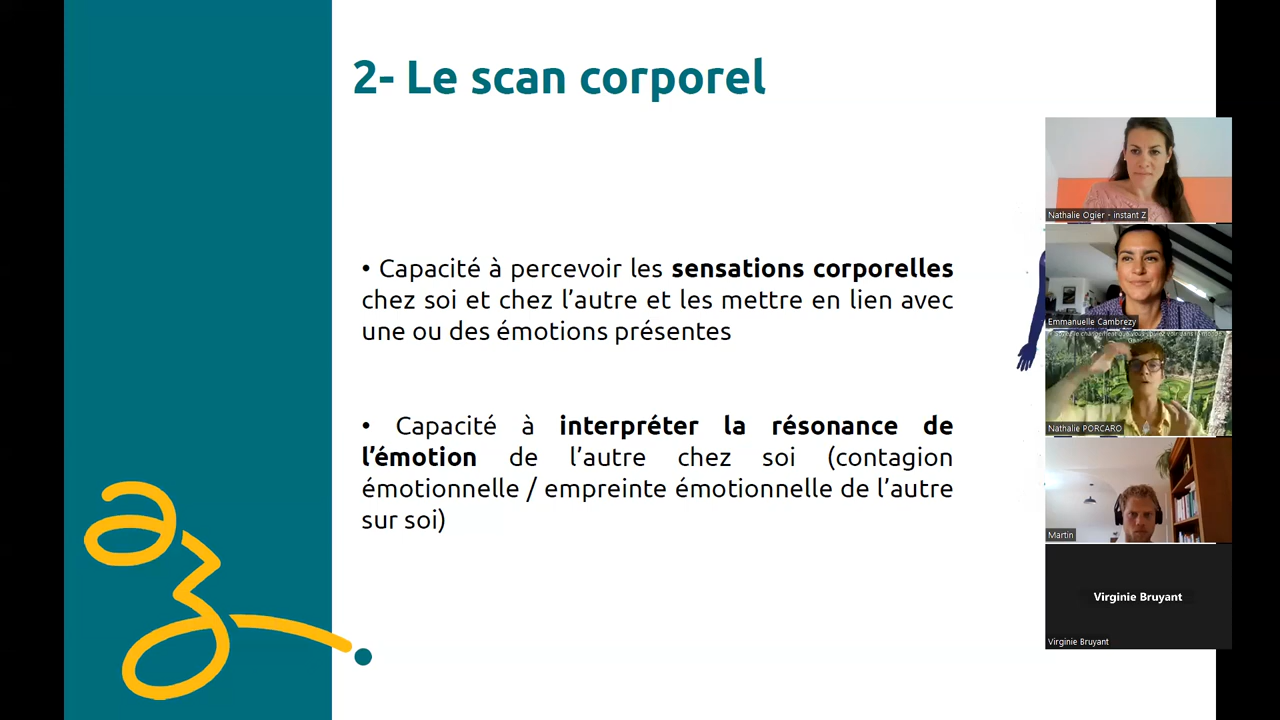 2- Le scan corporel
• Capacité à percevoir les sensations corporelles
chez soi et chez l’autre et les mettre en lien avec
une ou des émotions présentes
• Capacité à interpréter la résonance de
l’émotion de l’autre chez soi (contagion
émotionnelle / empreinte émotionnelle de l’autre
sur soi)
Nathalie Ogier - instant Z
Emmanuelle Cambrezy
Nathalie PORCARO
Martin
Virginie Bruyant
Virginie Bruyant